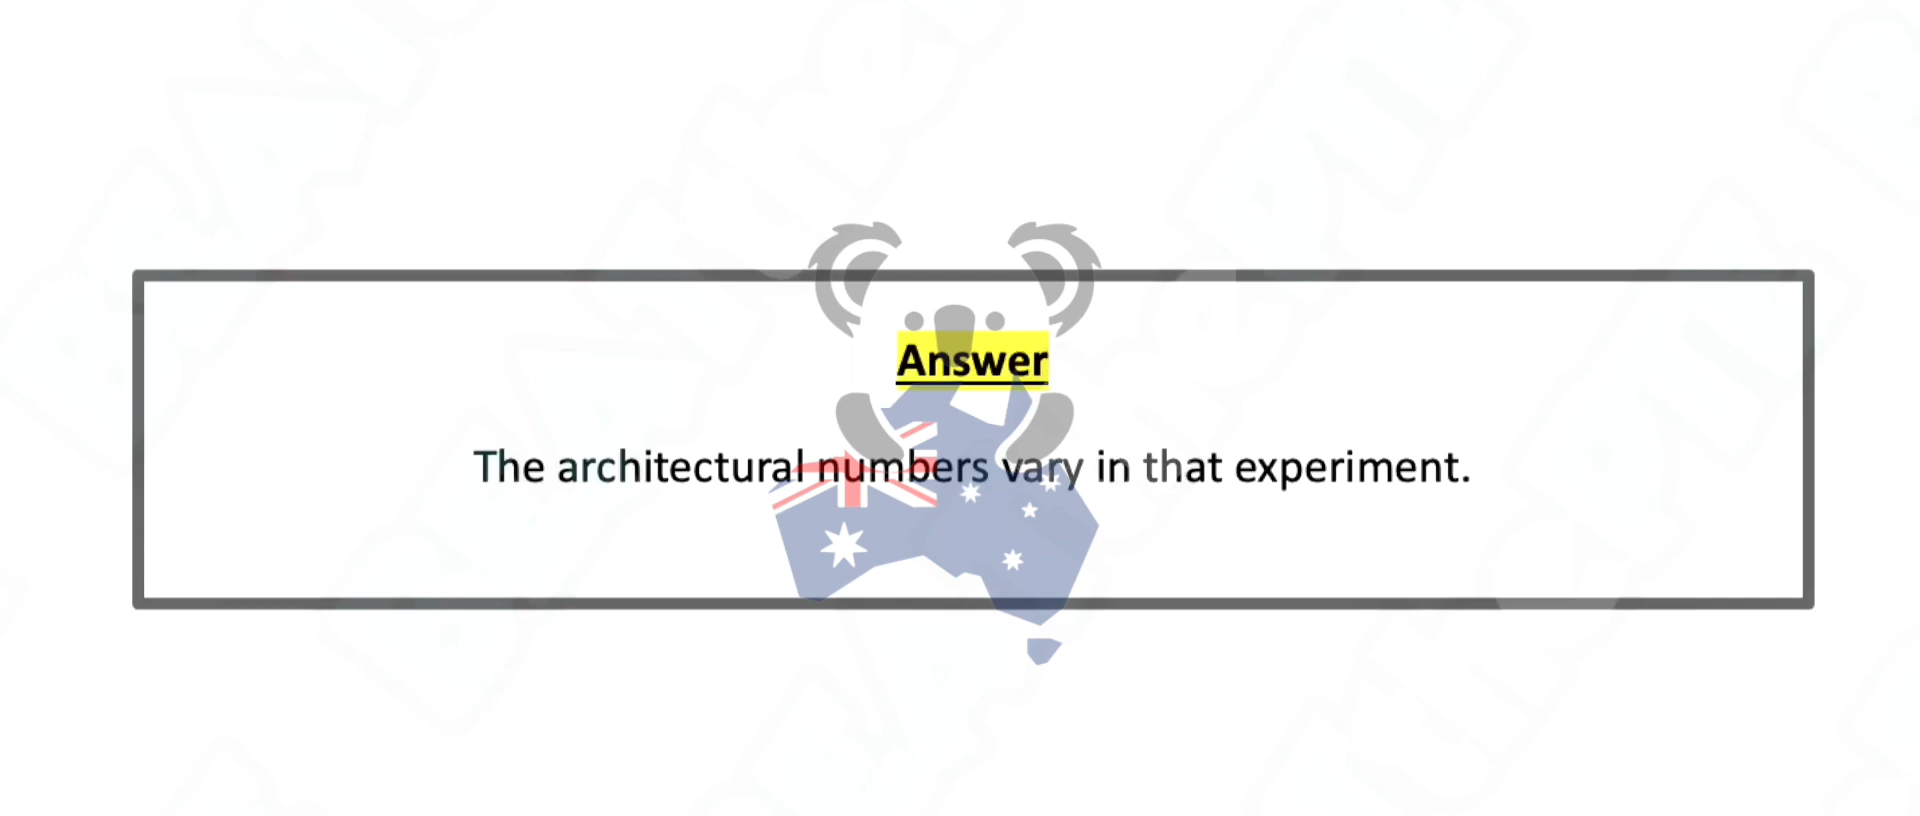 Answer
The architectural numbers vary in that experiment.